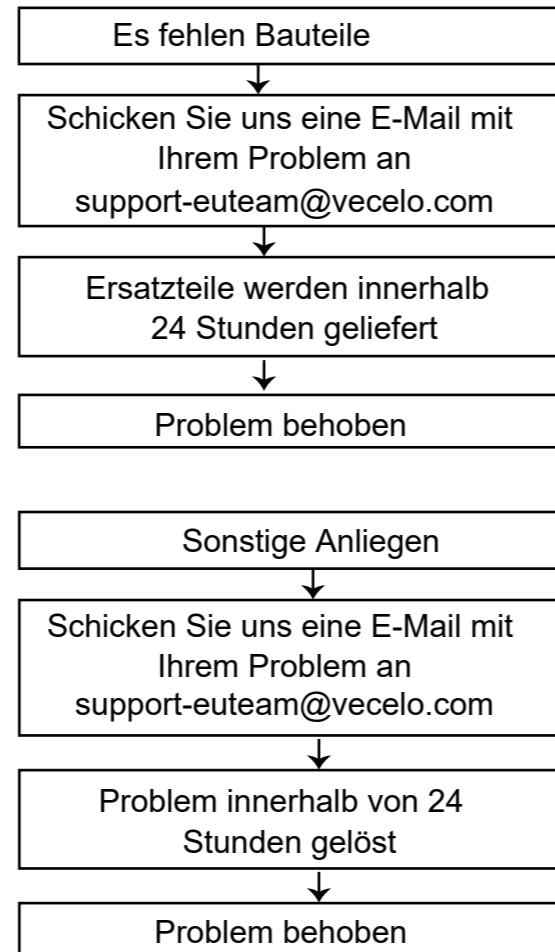 Es fehlen Bauteile
Schicken Sie uns eine E-Mail mit
Ihrem Problem an
support-euteam@vecelo.com
Ersatzteile werden innerhalb
24 Stunden geliefert
Problem behoben
Sonstige Anliegen
Schicken Sie uns eine E-Mail mit
Ihrem Problem an
support-euteam@vecelo.com
Problem innerhalb von 24
Stunden gelöst
Problem behoben